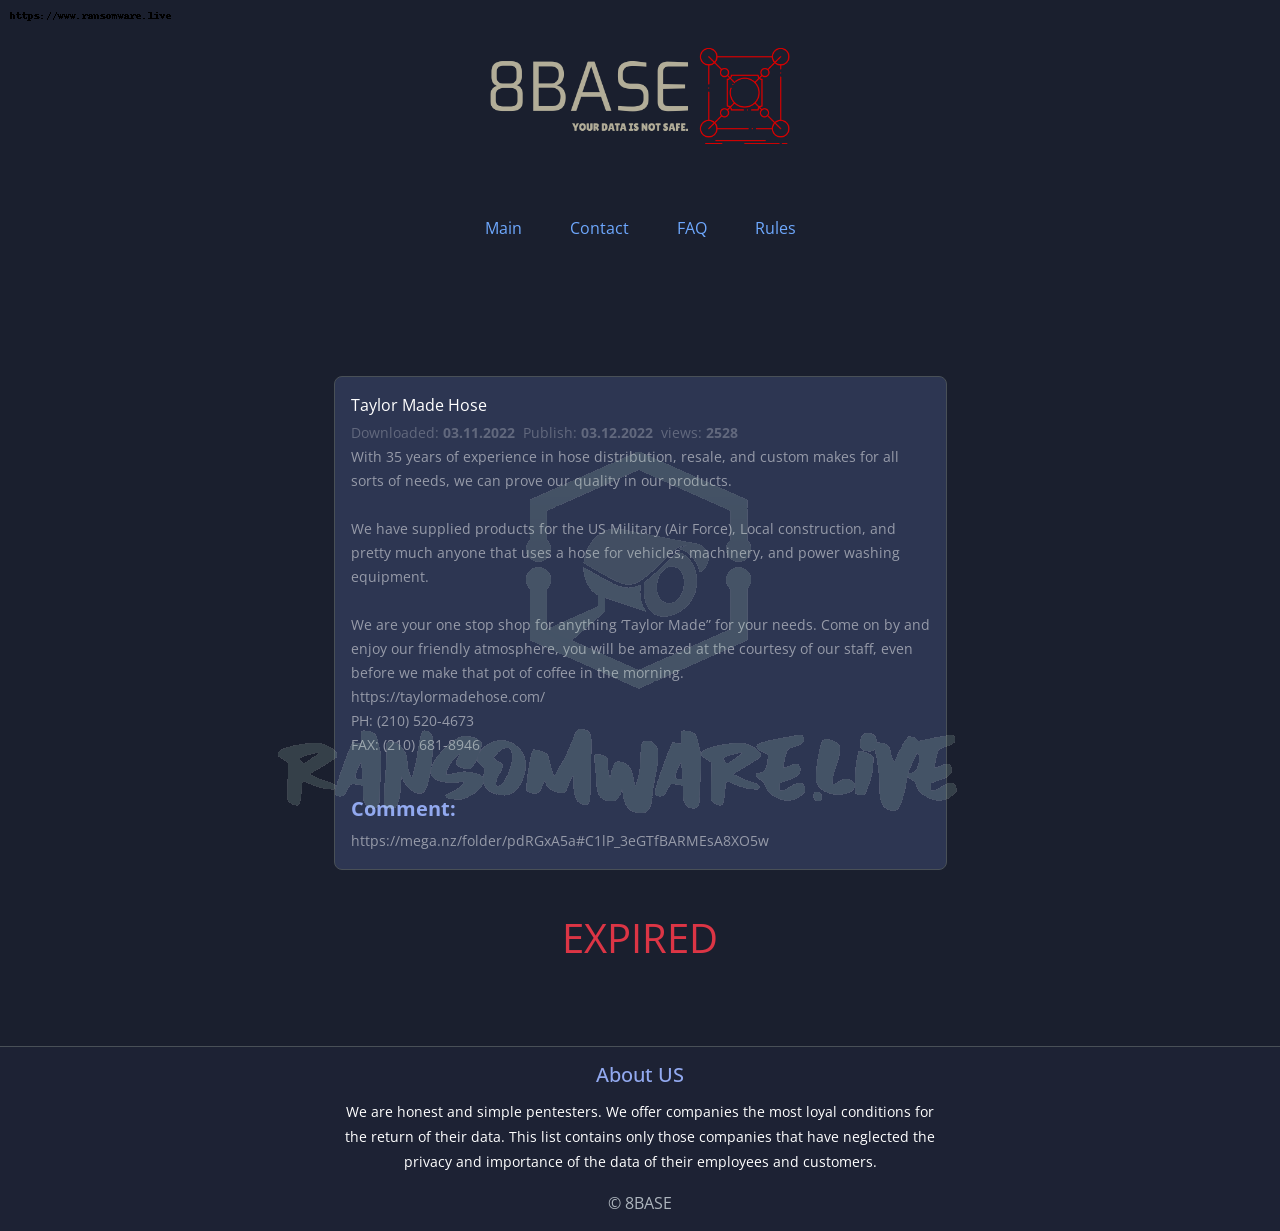 https://www.ransomware.live
8BASE
YOUR DATA IS NOT SAFE.
Main Contact FAQ Rules
Taylor Made Hose
Downloaded: 03.11.2022 Publish: 03.12.2022 views: 2528
With 35 years of experience in hose distribution, resale, and custom makes for all
sorts of needs, we can prove our quality in our products.
We have supplied products for the US Military (Air Force), Local construction, and
pretty much anyone that uses a hose for vehicles, machinery, and power washing
equipment.
We are your one stop shop for anything ‘Taylor Made” for your needs. Come on by and
enjoy our friendly atmosphere, you will be amazed at the courtesy of our staff, even
before we make that pot of coffee in the morning.
https://taylormadehose.com/
PH: (210) 520-4673
FAX: (210) 681-8946
RANSOMWARE.LIVE
Comment:
https://mega.nz/folder/pdRGxA5a#C1lP_3eGTfBARMEsA8XO5w
EXPIRED
About US
We are honest and simple pentesters. We offer companies the most loyal conditions for
the return of their data. This list contains only those companies that have neglected the
privacy and importance of the data of their employees and customers.
© 8BASE